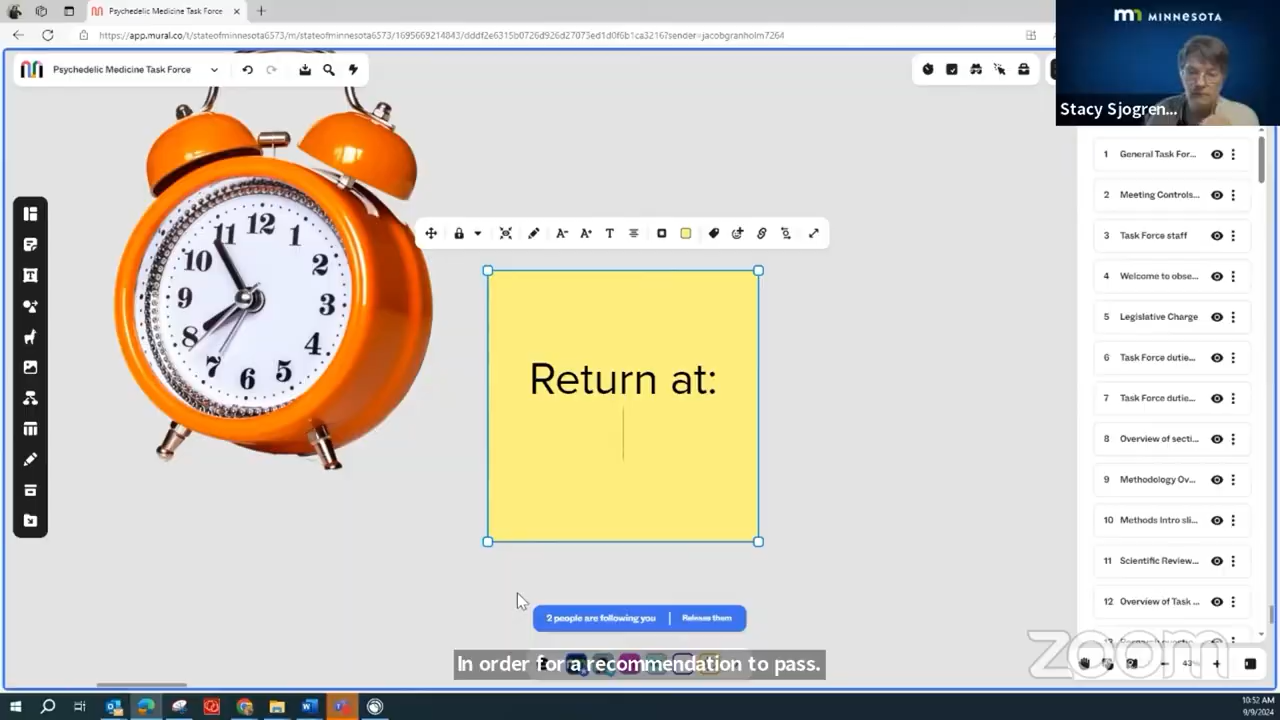 Psychedelic Medicine Task Force
https://app.mural.co/t/stateofminnesota6573/m/stateofminnesota6573/1695669214843/dddf2e6315b0726d926d27073ed1d0f6b1ca3216?sender=jacobgranholm7264
MINNESOTA
Psychedelic Medicine Task Force
Stacy Sjogren...
1 General Task For...
2 Meeting Controls...
3 Task Force staff
4 Welcome to obse...
5 Legislative Charge
6 Task Force dutie...
7 Task Force dutie...
8 Overview of secti...
9 Methodology Ov...
10 Methods Intro sli...
11 Scientific Review...
12 Overview of Task ...
12
11
1
10
2
9
3
8
4
7
6
5
Return at:
2 people are following you
Release them
In order for a recommendation to pass.
zoom
10:52 AM
9/9/2024